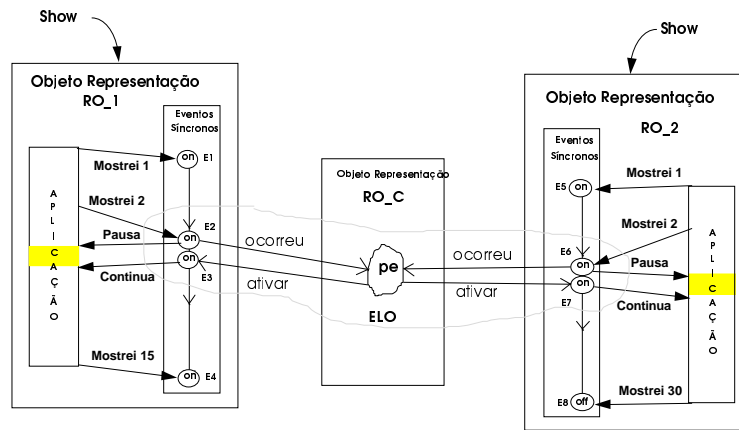 Show
Objeto Representação
RO_1
Eventos
Síncronos
APLICAÇÃO
Mostrei 1
on E1
Mostrei 2
E2
on
Pausa
on
E3
Continua
Mostrei 15
on E4
ocorreu
ativar
Objeto Representação
RO_C
pe
ELO
ocorreu
ativar
Show
Objeto Representação
RO_2
Eventos
Síncronos
E5 on
Mostrei 1
Mostrei 2
E6
on
Pausa
on
E7
Continua
Mostrei 30
E8 off
APLICAÇÃO